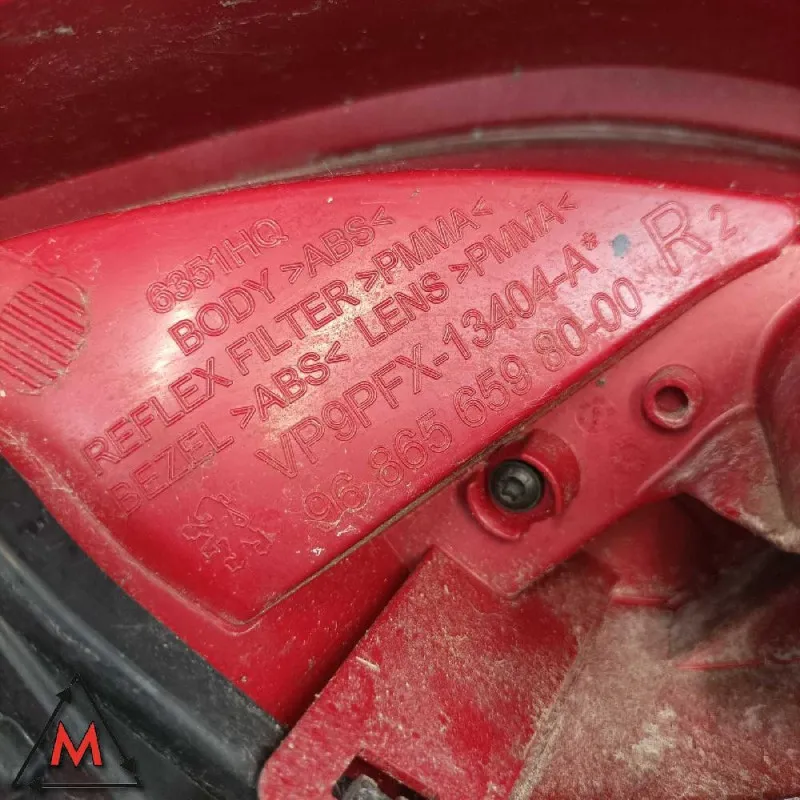 6351HQ
BODY >ABS<
REFLEX FILTER >PMMA<
BEZEL >ABS< LENS >PMMA<
VP9PFX-13404-A*
96 865 659 80-00
R2
M